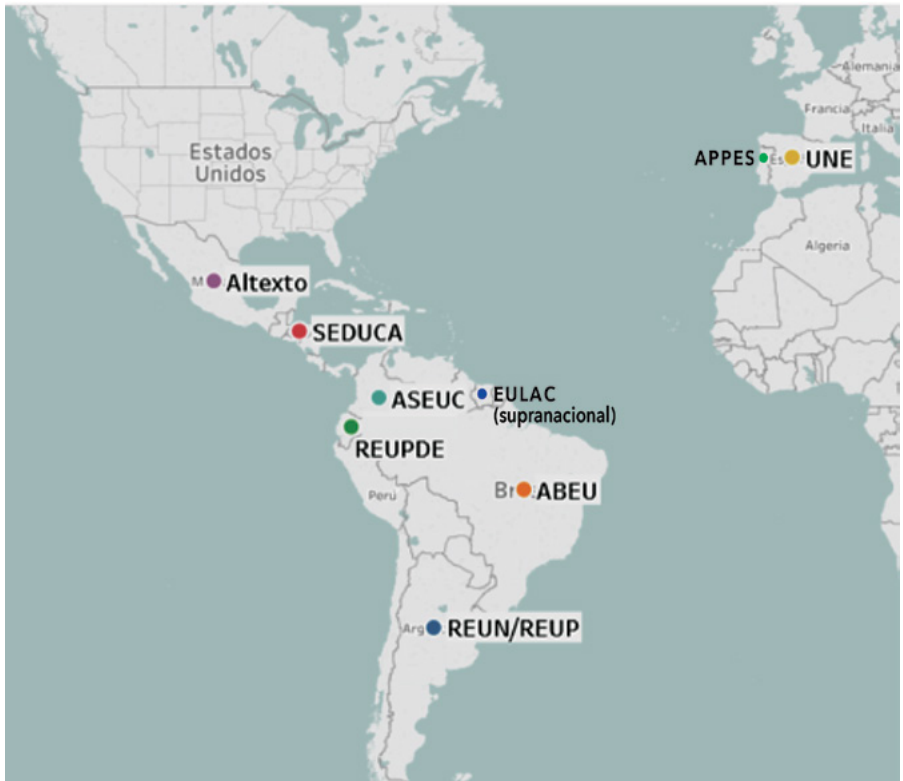 Alemania
Francia
Italia
Estados
Unidos
APPES
Es
UNE
Algeria
M
Altexto
SEDUCA
ASEUC
EULAC
(supranacional)
REUPDE
Perú
Br
ABEU
Arg
REUN/REUP